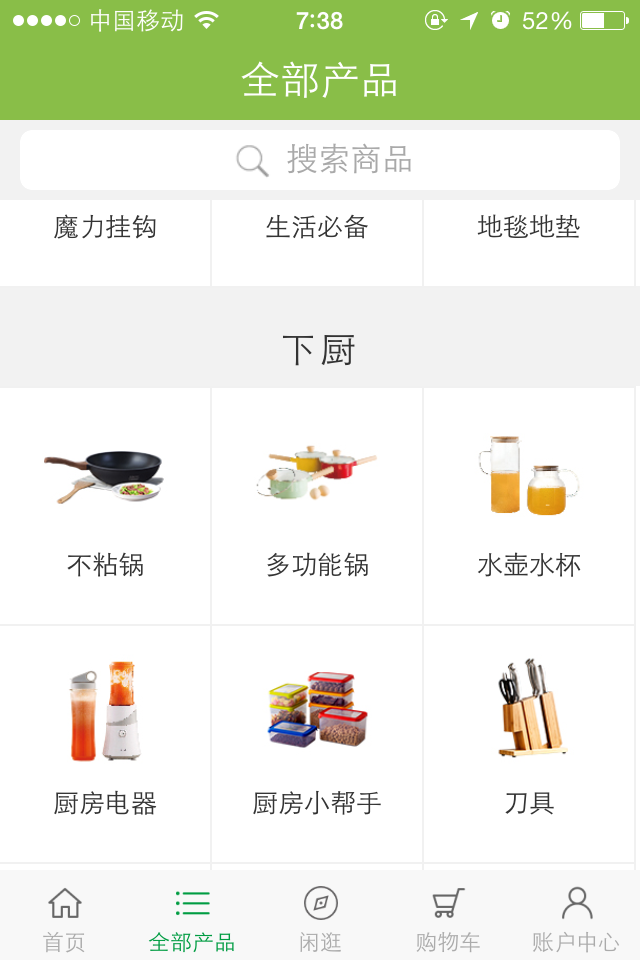 中国移动 7:38 52%
全部产品
搜索商品
魔力挂钩 生活必备 地毯地垫
下厨
不粘锅 多功能锅 水壶水杯
厨房电器 厨房小帮手 刀具
首页 全部产品 闲逛 购物车 账户中心